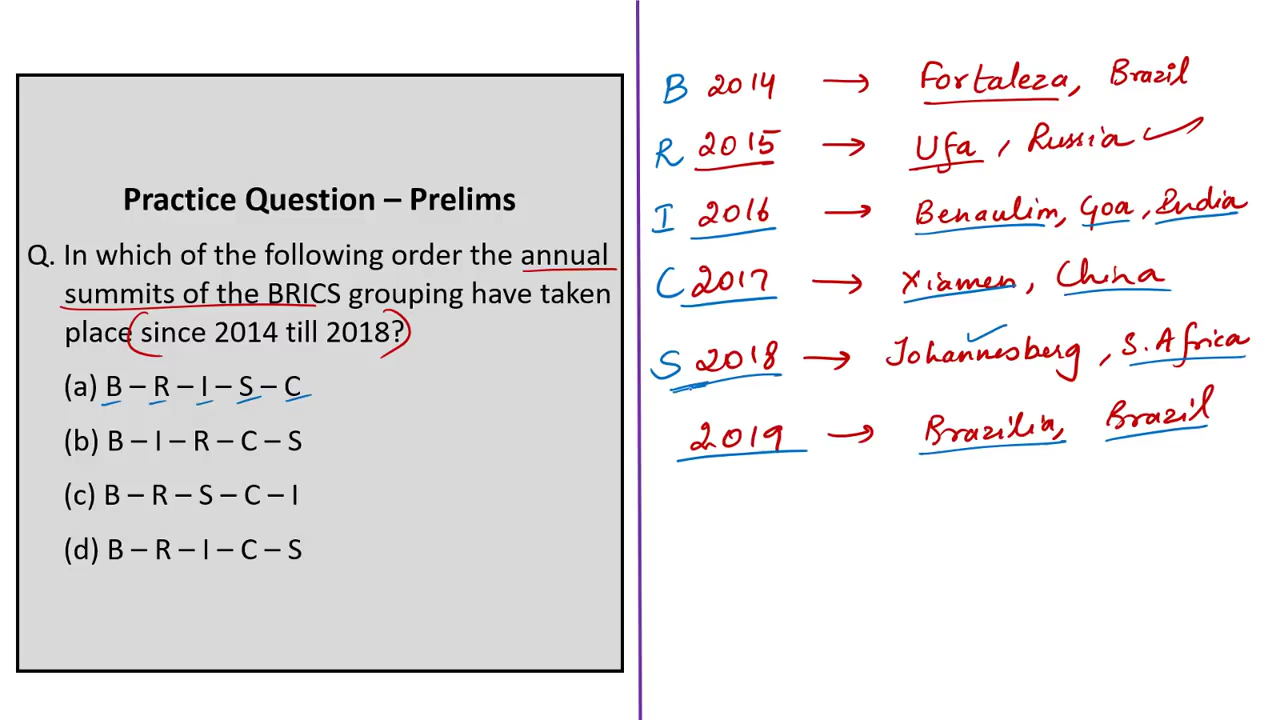 Practice Question – Prelims
Q. In which of the following order the annual
summits of the BRICS grouping have taken
place since 2014 till 2018?
(a) B – R – I – S – C
(b) B – I – R – C – S
(c) B – R – S – C – I
(d) B – R – I – C – S
B 2014 → Fortaleza, Brazil
R 2015 → Ufa, Russia ✓
I 2016 → Benaulim, Goa, India
C 2017 → Xiamen, China
S 2018 → Johannesberg, S. Africa
2019 → Brazilia, Brazil